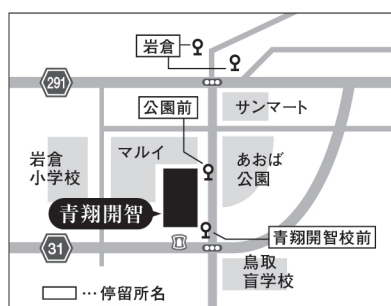 岩倉
291
公園前
サンマート
岩倉
小学校
マルイ
あおば
公園
青翔開智
青翔開智校前
31
鳥取
盲学校
…停留所名